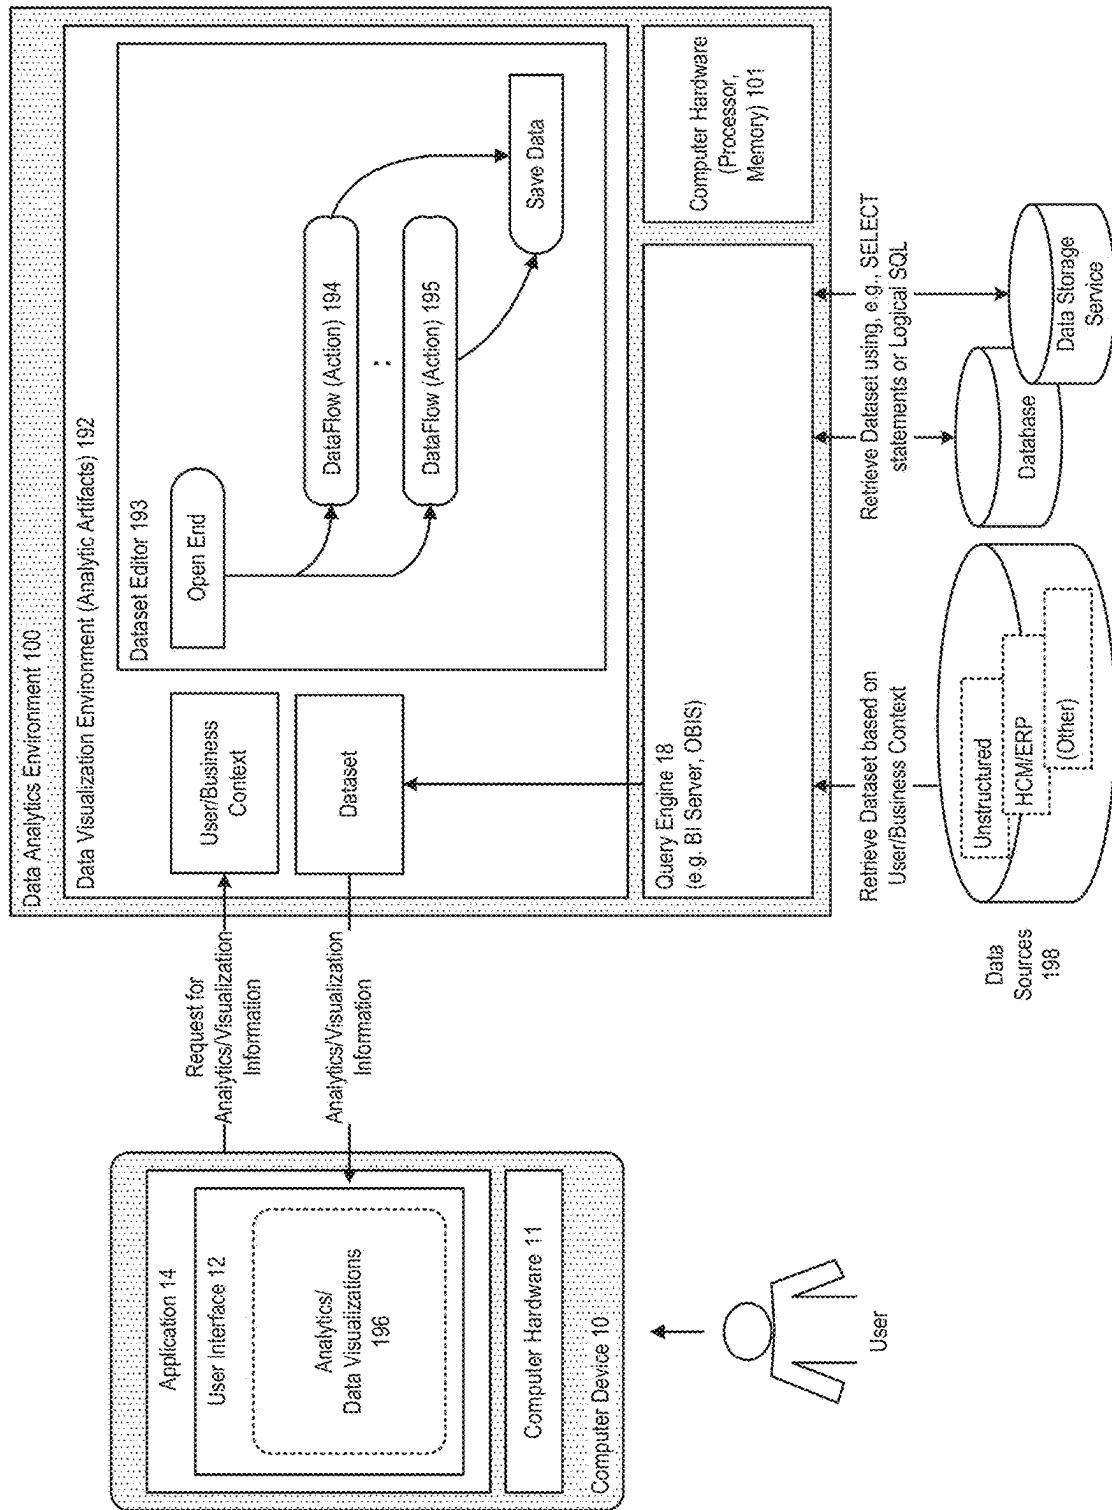 Application 14
User Interface 12
Analytics/
Data Visualizations
196
Computer Hardware 11
Computer Device 10
User
Request for
Analytics/Visualization
Information
Analytics/Visualization
Information
Data Analytics Environment 100
Data Visualization Environment (Analytic Artifacts) 192
User/Business
Context
Dataset
Dataset Editor 193
Open End
DataFlow (Action) 194
:
DataFlow (Action) 195
Save Data
Query Engine 18
(e.g. BI Server, OBIS)
Computer Hardware
(Processor,
Memory) 101
Retrieve Dataset based on
User/Business Context
Retrieve Dataset using, e.g., SELECT
statements or Logical SQL
Data
Sources
198
Unstructured
HCM/ERP
(Other)
Database
Data Storage
Service